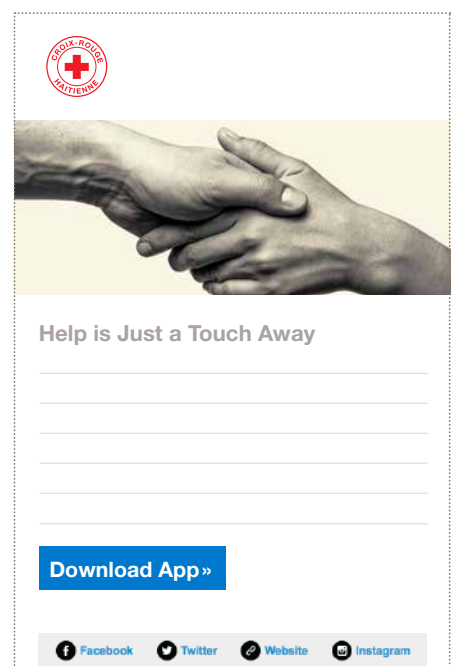 CROIX-ROUGE
HAITIENNE
Help is Just a Touch Away
Download App»
Facebook Twitter Website Instagram